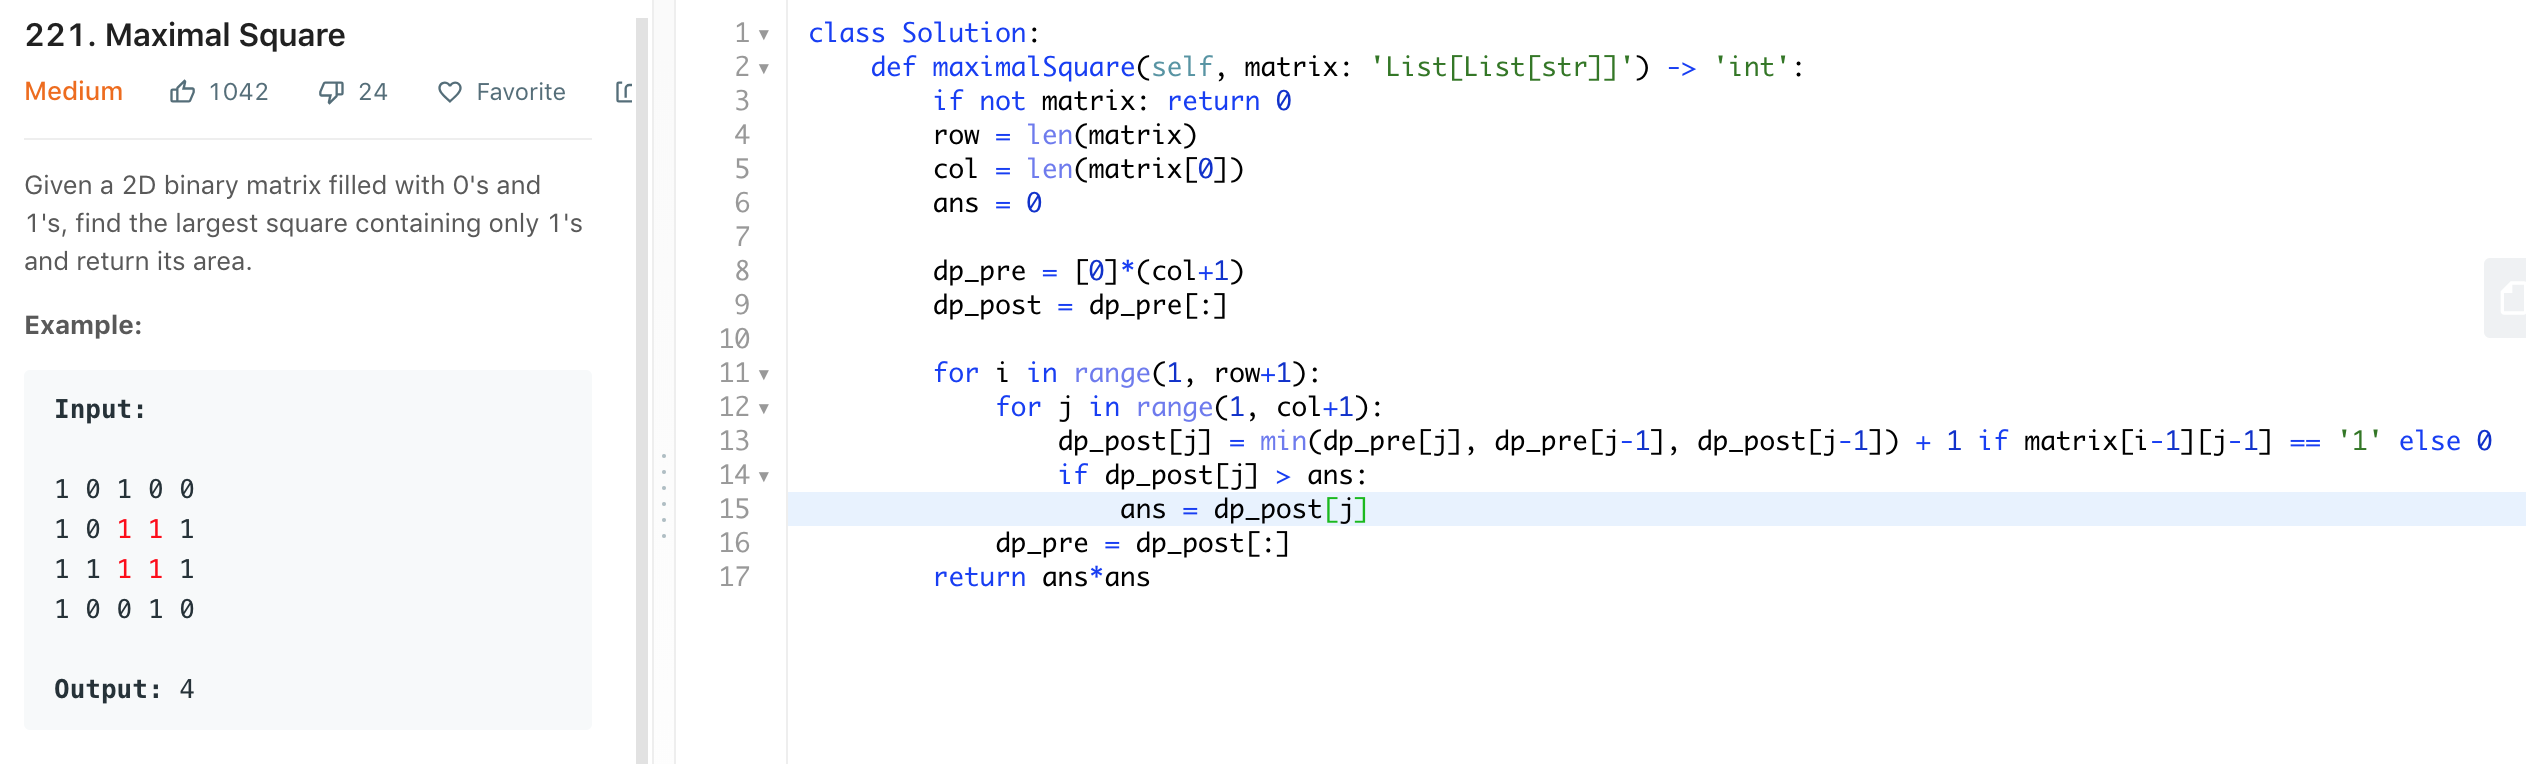 221. Maximal Square
Medium 1042 24 Favorite
Given a 2D binary matrix filled with 0's and
1's, find the largest square containing only 1's
and return its area.
Example:
Input:
1 0 1 0 0
1 0 1 1 1
1 1 1 1 1
1 0 0 1 0
Output: 4
1 class Solution:
2     def maximalSquare(self, matrix: 'List[List[str]]') -> 'int':
3         if not matrix: return 0
4         row = len(matrix)
5         col = len(matrix[0])
6         ans = 0
7
8         dp_pre = [0]*(col+1)
9         dp_post = dp_pre[:]
10
11         for i in range(1, row+1):
12             for j in range(1, col+1):
13                 dp_post[j] = min(dp_pre[j], dp_pre[j-1], dp_post[j-1]) + 1 if matrix[i-1][j-1] == '1' else 0
14                 if dp_post[j] > ans:
15                     ans = dp_post[j]
16             dp_pre = dp_post[:]
17         return ans*ans